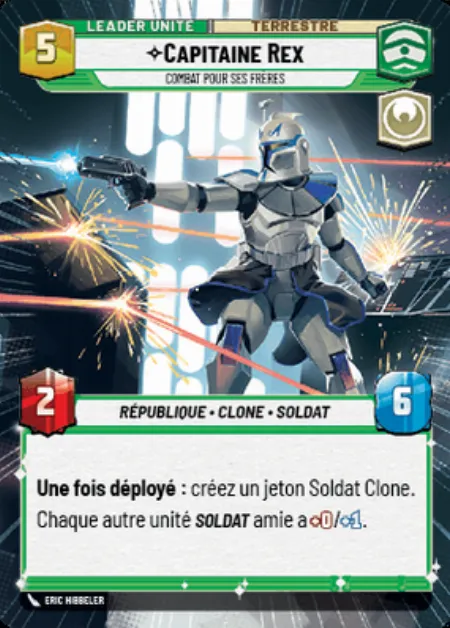 LEADER UNITÉ
TERRESTRE
5
CAPITAINE REX
COMBAT POUR SES FRÈRES
2
RÉPUBLIQUE • CLONE • SOLDAT
6
Une fois déployé : créez un jeton Soldat Clone.
Chaque autre unité SOLDAT amie a +0/+1.
ERIC HIBBELER